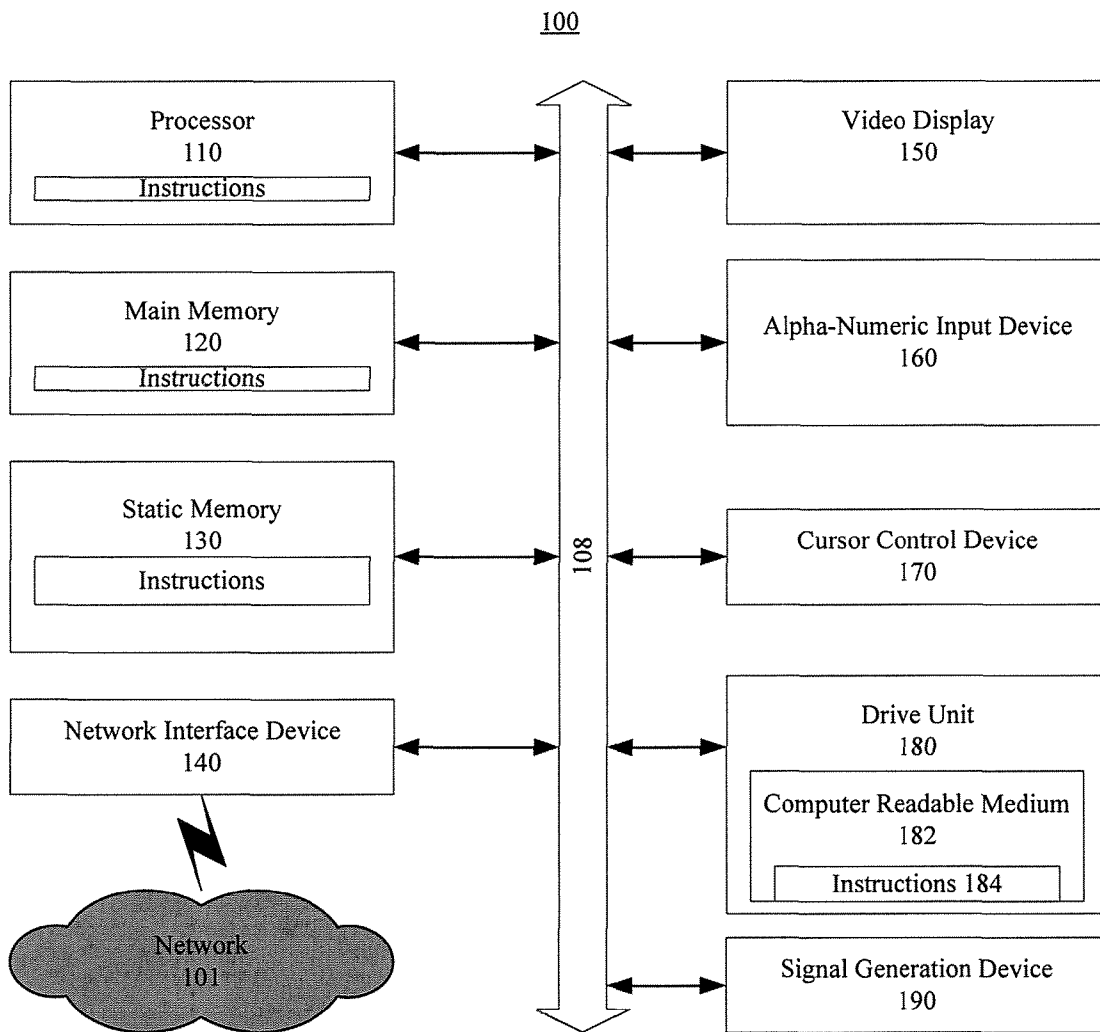 100
Processor
110
Instructions
Main Memory
120
Instructions
Static Memory
130
Instructions
Network Interface Device
140
Network
101
108
Video Display
150
Alpha-Numeric Input Device
160
Cursor Control Device
170
Drive Unit
180
Computer Readable Medium
182
Instructions 184
Signal Generation Device
190